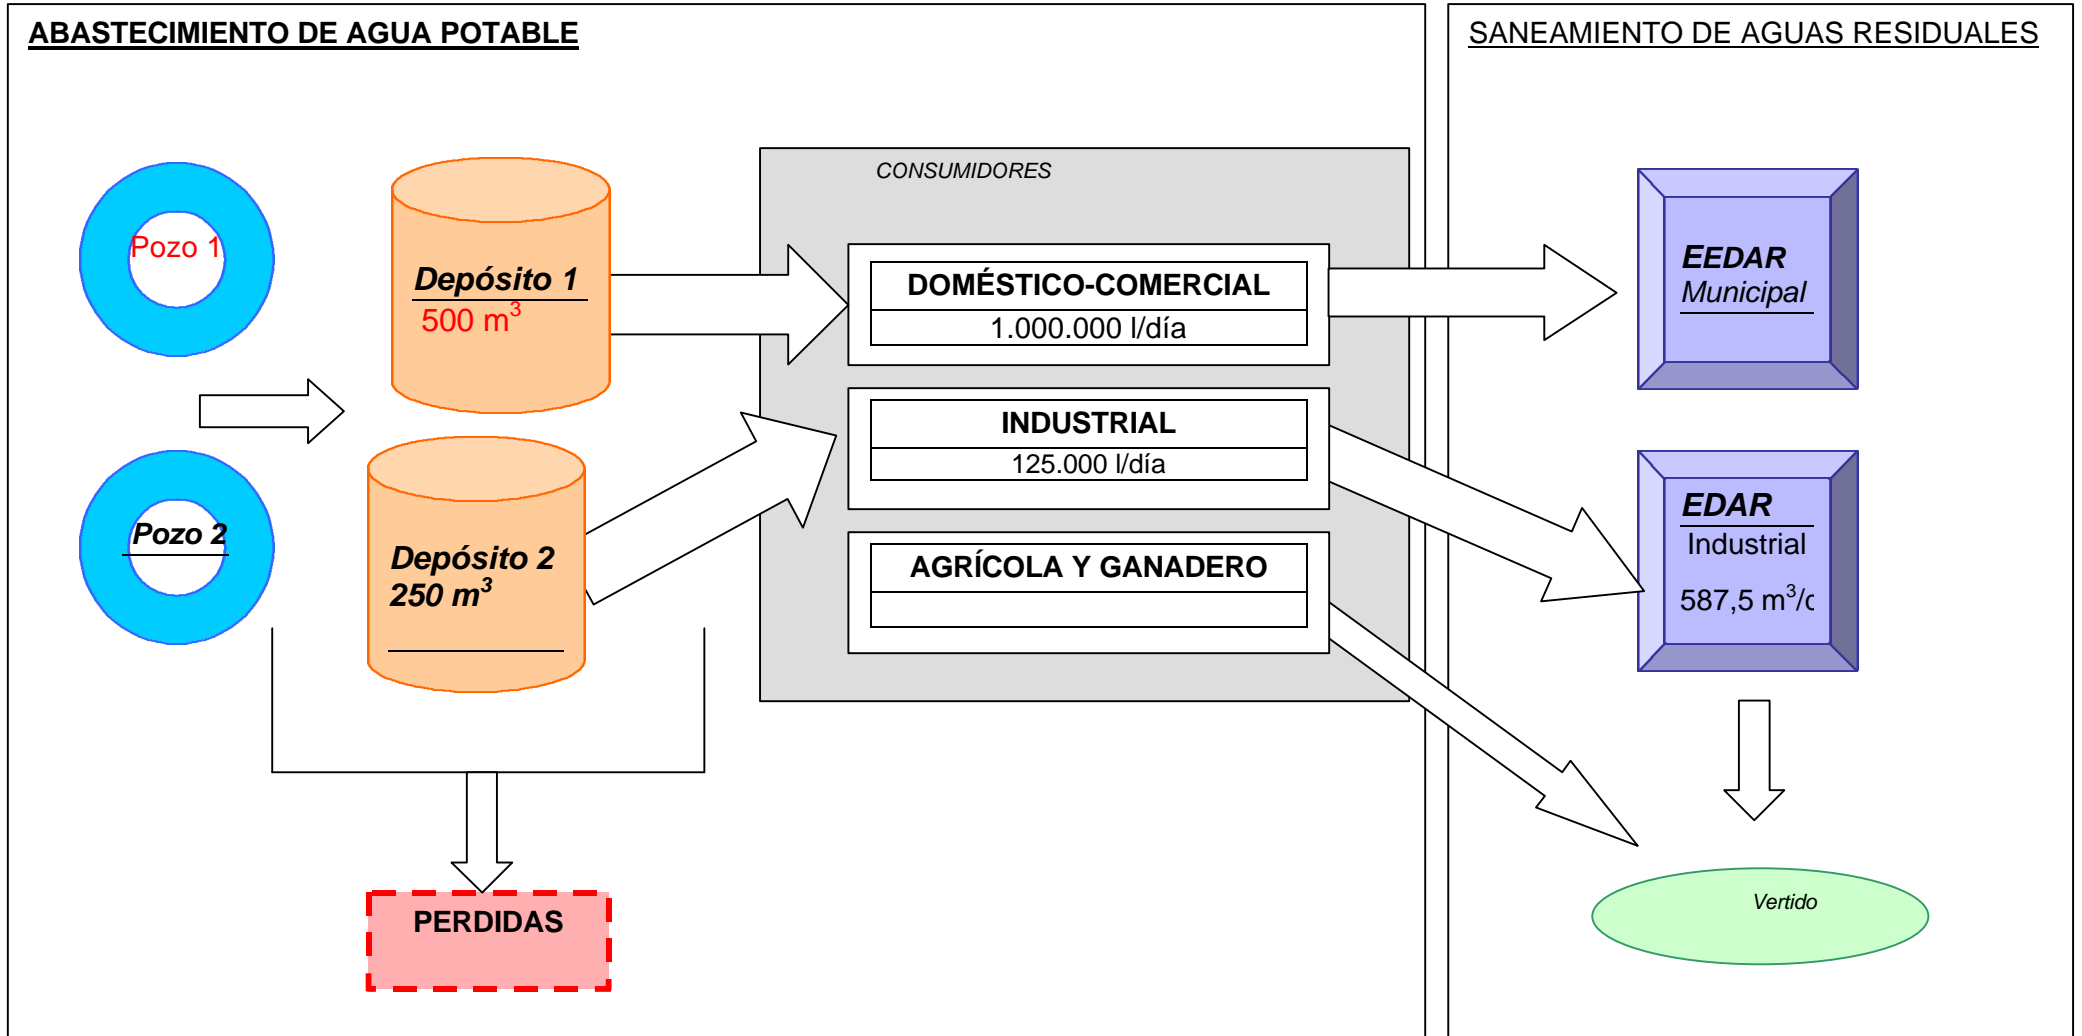 ABASTECIMIENTO DE AGUA POTABLE
SANEAMIENTO DE AGUAS RESIDUALES
CONSUMIDORES
Pozo 1
Depósito 1
500 m³
DOMÉSTICO-COMERCIAL
1.000.000 l/día
EEDAR
Municipal
INDUSTRIAL
125.000 l/día
Pozo 2
Depósito 2
250 m³
AGRÍCOLA Y GANADERO
EDAR
Industrial
587,5 m³/
PERDIDAS
Vertido